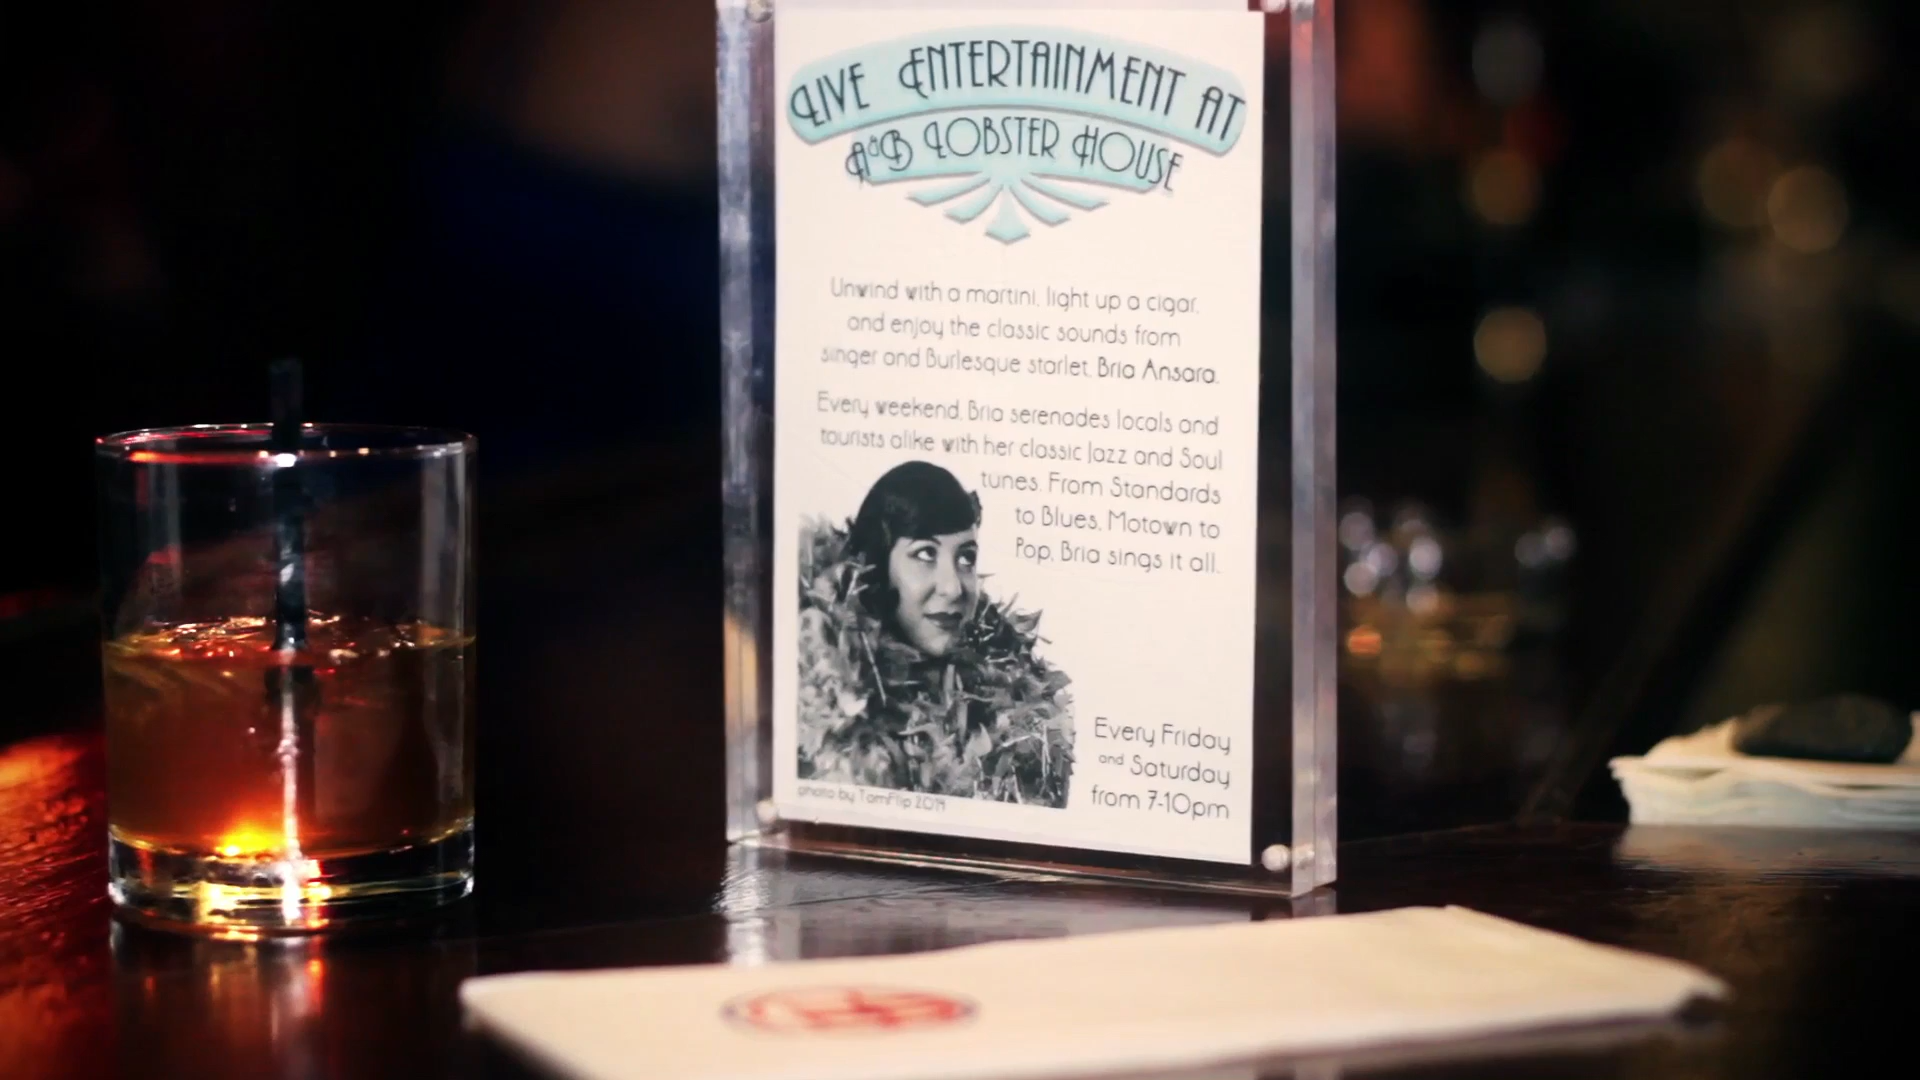 LIVE ENTERTAINMENT AT
A&B LOBSTER HOUSE
Unwind with a martini, light up a cigar,
and enjoy the classic sounds from
singer and Burlesque starlet, Bria Ansara.
Every weekend, Bria serenades locals and
tourists alike with her classic Jazz and Soul
tunes. From Standards
to Blues, Motown to
Pop, Bria sings it all.
Every Friday
and Saturday
from 7-10pm
photo by TamFlip 2014